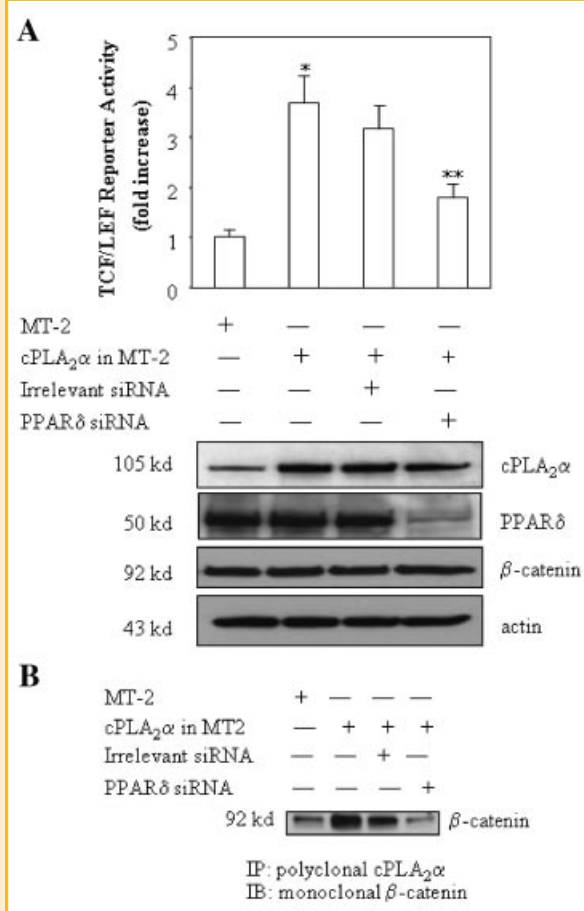 A
TCF/LEF Reporter Activity
(fold increase)
5
4
3
2
1
0
*
**
MT-2 + — — —
cPLA₂α in MT-2 — + + +
Irrelevant siRNA — — + —
PPARδ siRNA — — — +
105 kd cPLA₂α
50 kd PPARδ
92 kd β-catenin
43 kd actin
B
MT-2 + — — —
cPLA₂α in MT2 — + + +
Irrelevant siRNA — — + —
PPARδ siRNA — — — +
92 kd β-catenin
IP: polyclonal cPLA₂α
IB: monoclonal β-catenin